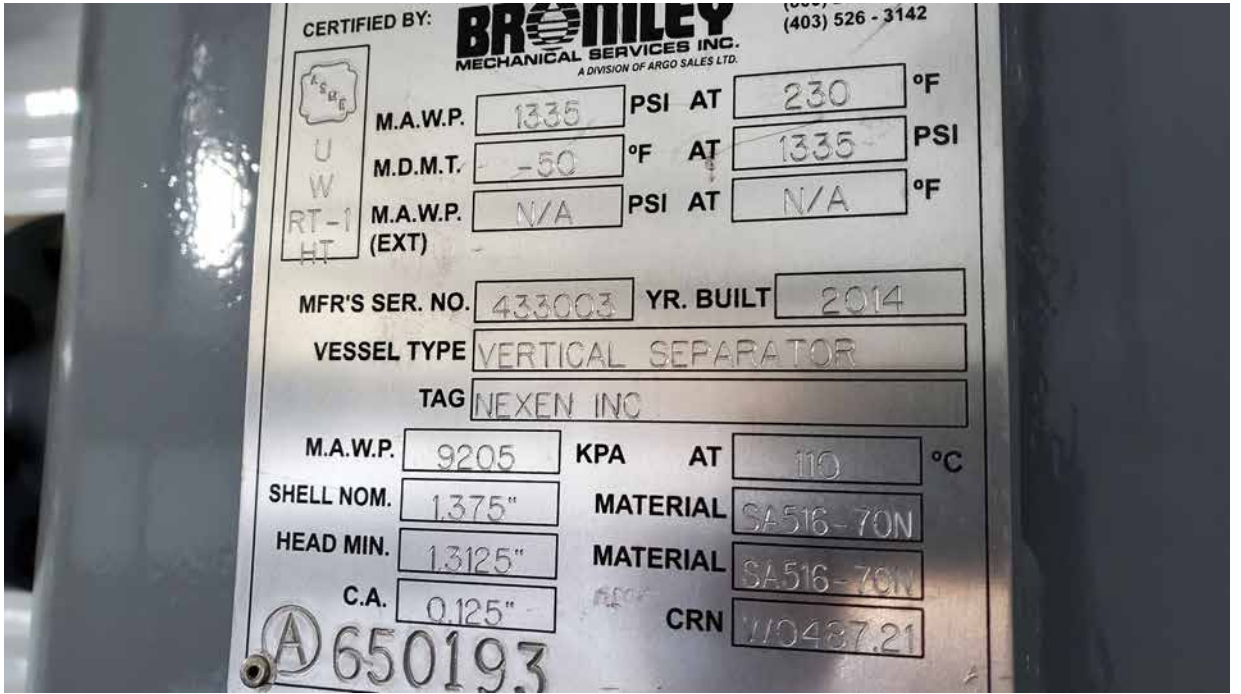 CERTIFIED BY:
BROMLEY
MECHANICAL SERVICES INC.
A DIVISION OF ARGO SALES LTD.
(403) 526 - 3142
ASME
U
W
RT-1
HT
M.A.W.P. 1335 PSI AT 230 °F
M.D.M.T. -50 °F AT 1335 PSI
M.A.W.P. N/A PSI AT N/A °F
(EXT)
MFR'S SER. NO. 433003 YR. BUILT 2014
VESSEL TYPE VERTICAL SEPARATOR
TAG NEXEN INC
M.A.W.P. 9205 KPA AT 110 °C
SHELL NOM. 1.375" MATERIAL SA516-70N
HEAD MIN. 1.3125" MATERIAL SA516-70N
C.A. 0.125" CRN W0487.21
A 650193